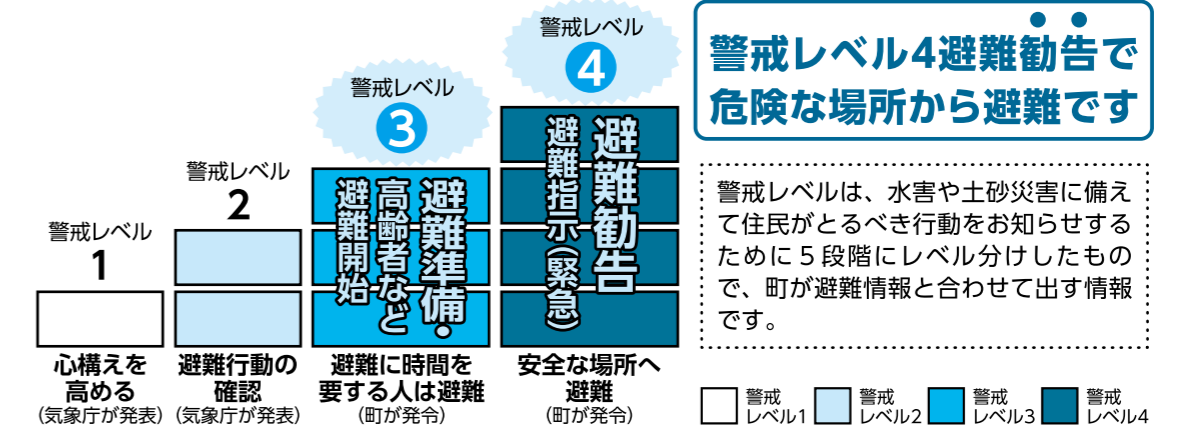 警戒レベル4避難勧告で
危険な場所から避難です
警戒レベルは、水害や土砂災害に備え
て住民がとるべき行動をお知らせする
ために5段階にレベル分けしたもの
で、町が避難情報と合わせて出す情報
です。
警戒レベル
1
心構えを
高める
(気象庁が発表)
警戒レベル
2
避難行動の
確認
(気象庁が発表)
警戒レベル
3
避難準備・
高齢者など
避難開始
避難に時間を
要する人は避難
(町が発令)
警戒レベル
4
避難勧告
避難指示(緊急)
安全な場所へ
避難
(町が発令)
警戒
レベル1
警戒
レベル2
警戒
レベル3
警戒
レベル4